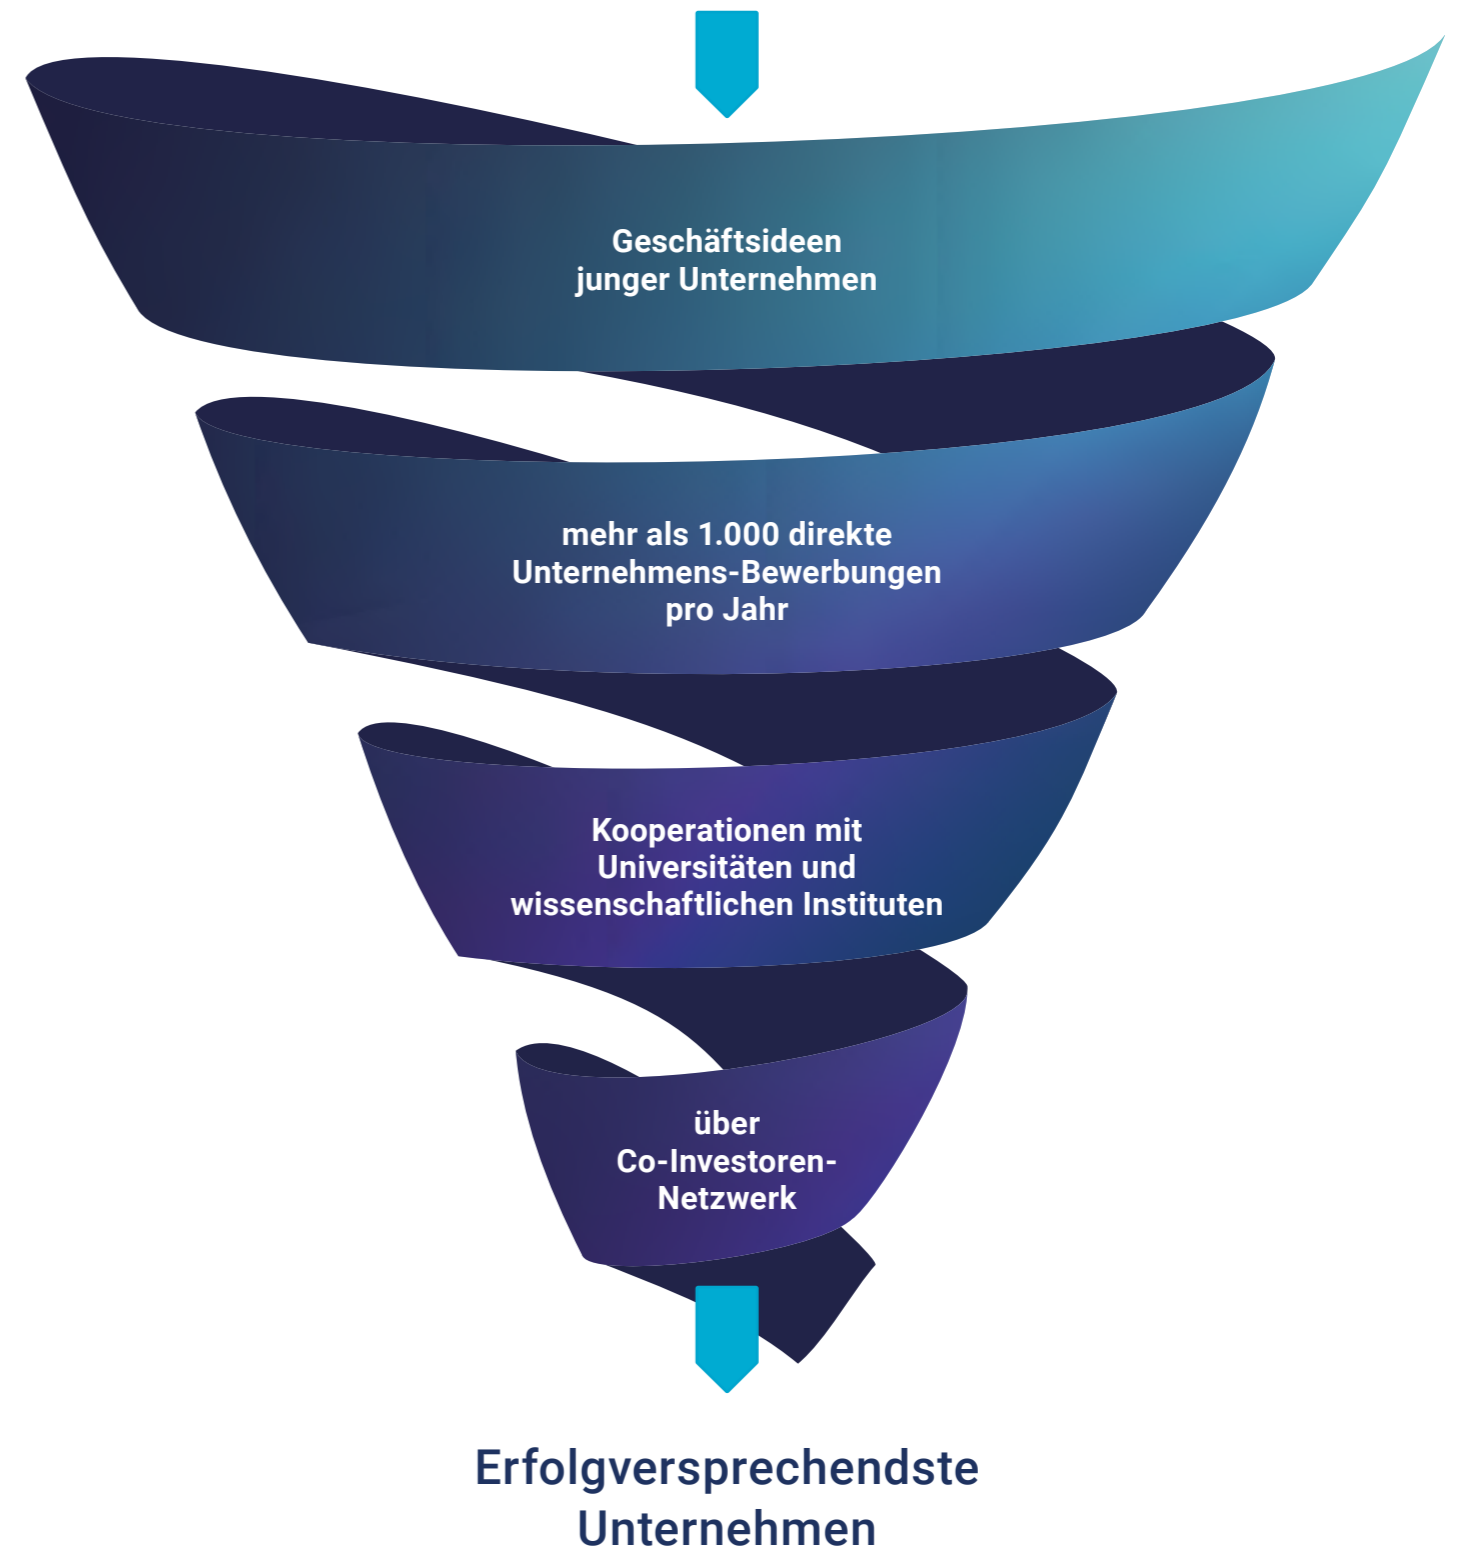 Geschäftsideen
junger Unternehmen
mehr als 1.000 direkte
Unternehmens-Bewerbungen
pro Jahr
Kooperationen mit
Universitäten und
wissenschaftlichen Instituten
über
Co-Investoren-
Netzwerk
Erfolgversprechendste
Unternehmen